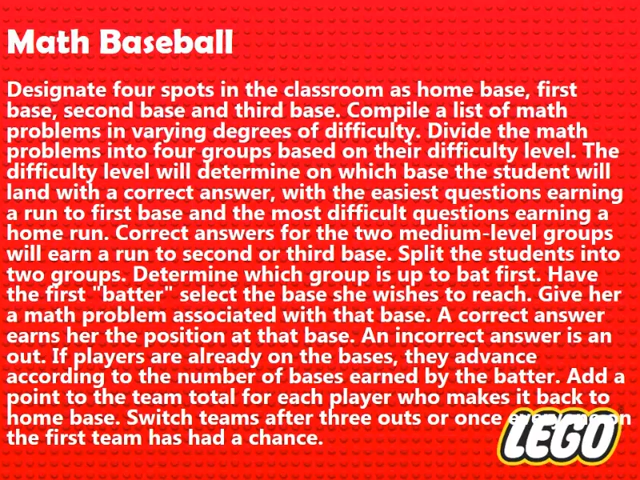 Math Baseball
Designate four spots in the classroom as home base, first
base, second base and third base. Compile a list of math
problems in varying degrees of difficulty. Divide the math
problems into four groups based on their difficulty level. The
difficulty level will determine on which base the student will
land with a correct answer, with the easiest questions earning
a run to first base and the most difficult questions earning a
home run. Correct answers for the two medium-level groups
will earn a run to second or third base. Split the students into
two groups. Determine which group is up to bat first. Have
the first "batter" select the base she wishes to reach. Give her
a math problem associated with that base. A correct answer
earns her the position at that base. An incorrect answer is an
out. If players are already on the bases, they advance
according to the number of bases earned by the batter. Add a
point to the team total for each player who makes it back to
home base. Switch teams after three outs or once
the first team has had a chance.
LEGO